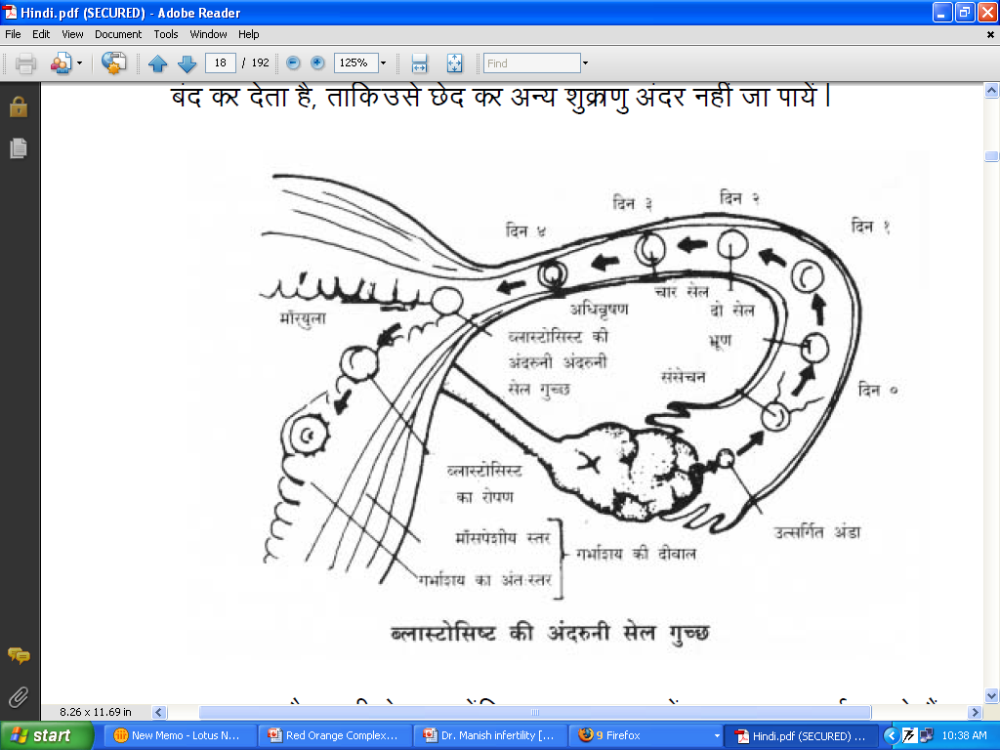 Hindi.pdf (SECURED) - Adobe Reader
File Edit View Document Tools Window Help
18 / 192 125% Find
बंद कर देता है, ताकिउसे छेद कर अन्य शुक्राणु अंदर नहीं जा पायें |
दिन २
दिन ३
दिन १
दिन ४
चार सेल
अधिवृषण
दो सेल
मॉरयुला
ब्लास्टोसिस्ट की
अंदरुनी अंदरुनी
सेल गुच्छ
भ्रूण
संसेचन
दिन ०
ब्लास्टोसिस्ट
का रोपण
उत्सर्गित अंडा
माँसपेशीय स्तर
गर्भाशय की दीवाल
गर्भाशय का अंतःस्तर
ब्लास्टोसिष्ट की अंदरुनी सेल गुच्छ
8.26 x 11.69 in
start New Memo - Lotus N... Red Orange Complex... Dr. Manish infertility [... 9 Firefox Hindi.pdf (SECURED) ... 10:38 AM